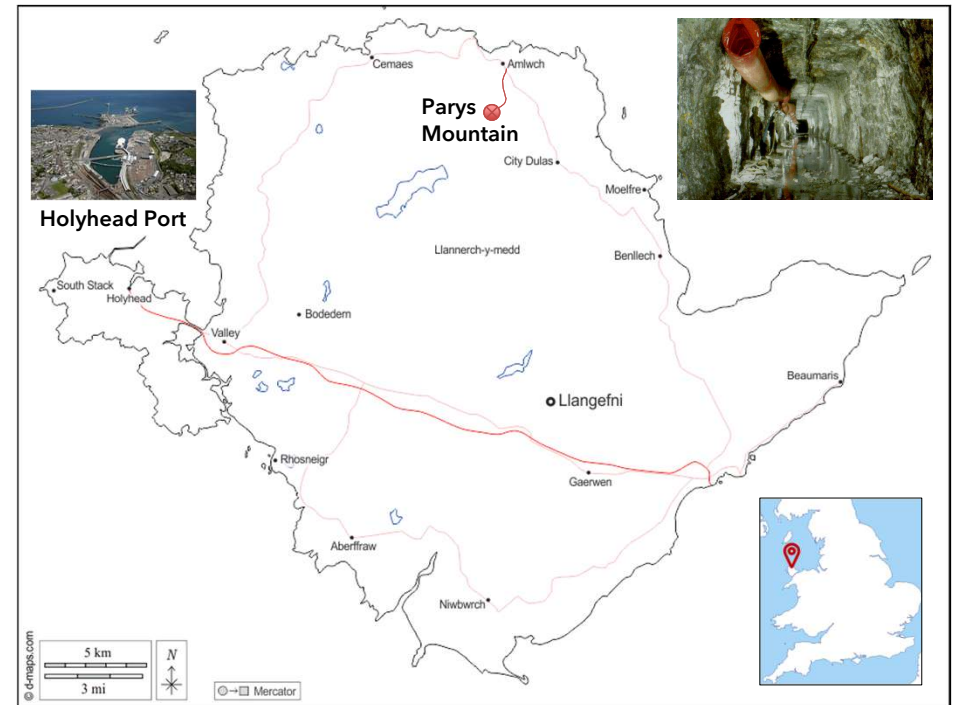 Cemaes
Amlwch
Parys
Mountain
City Dulas
Moelfre
Holyhead Port
Llannerch-y-medd
Benllech
South Stack
Holyhead
Bodedern
Valley
Beaumaris
Llangefni
Rhosneigr
Gaerwen
Aberffraw
Niwbwrch
© d-maps.com
5 km
3 mi
N
Mercator